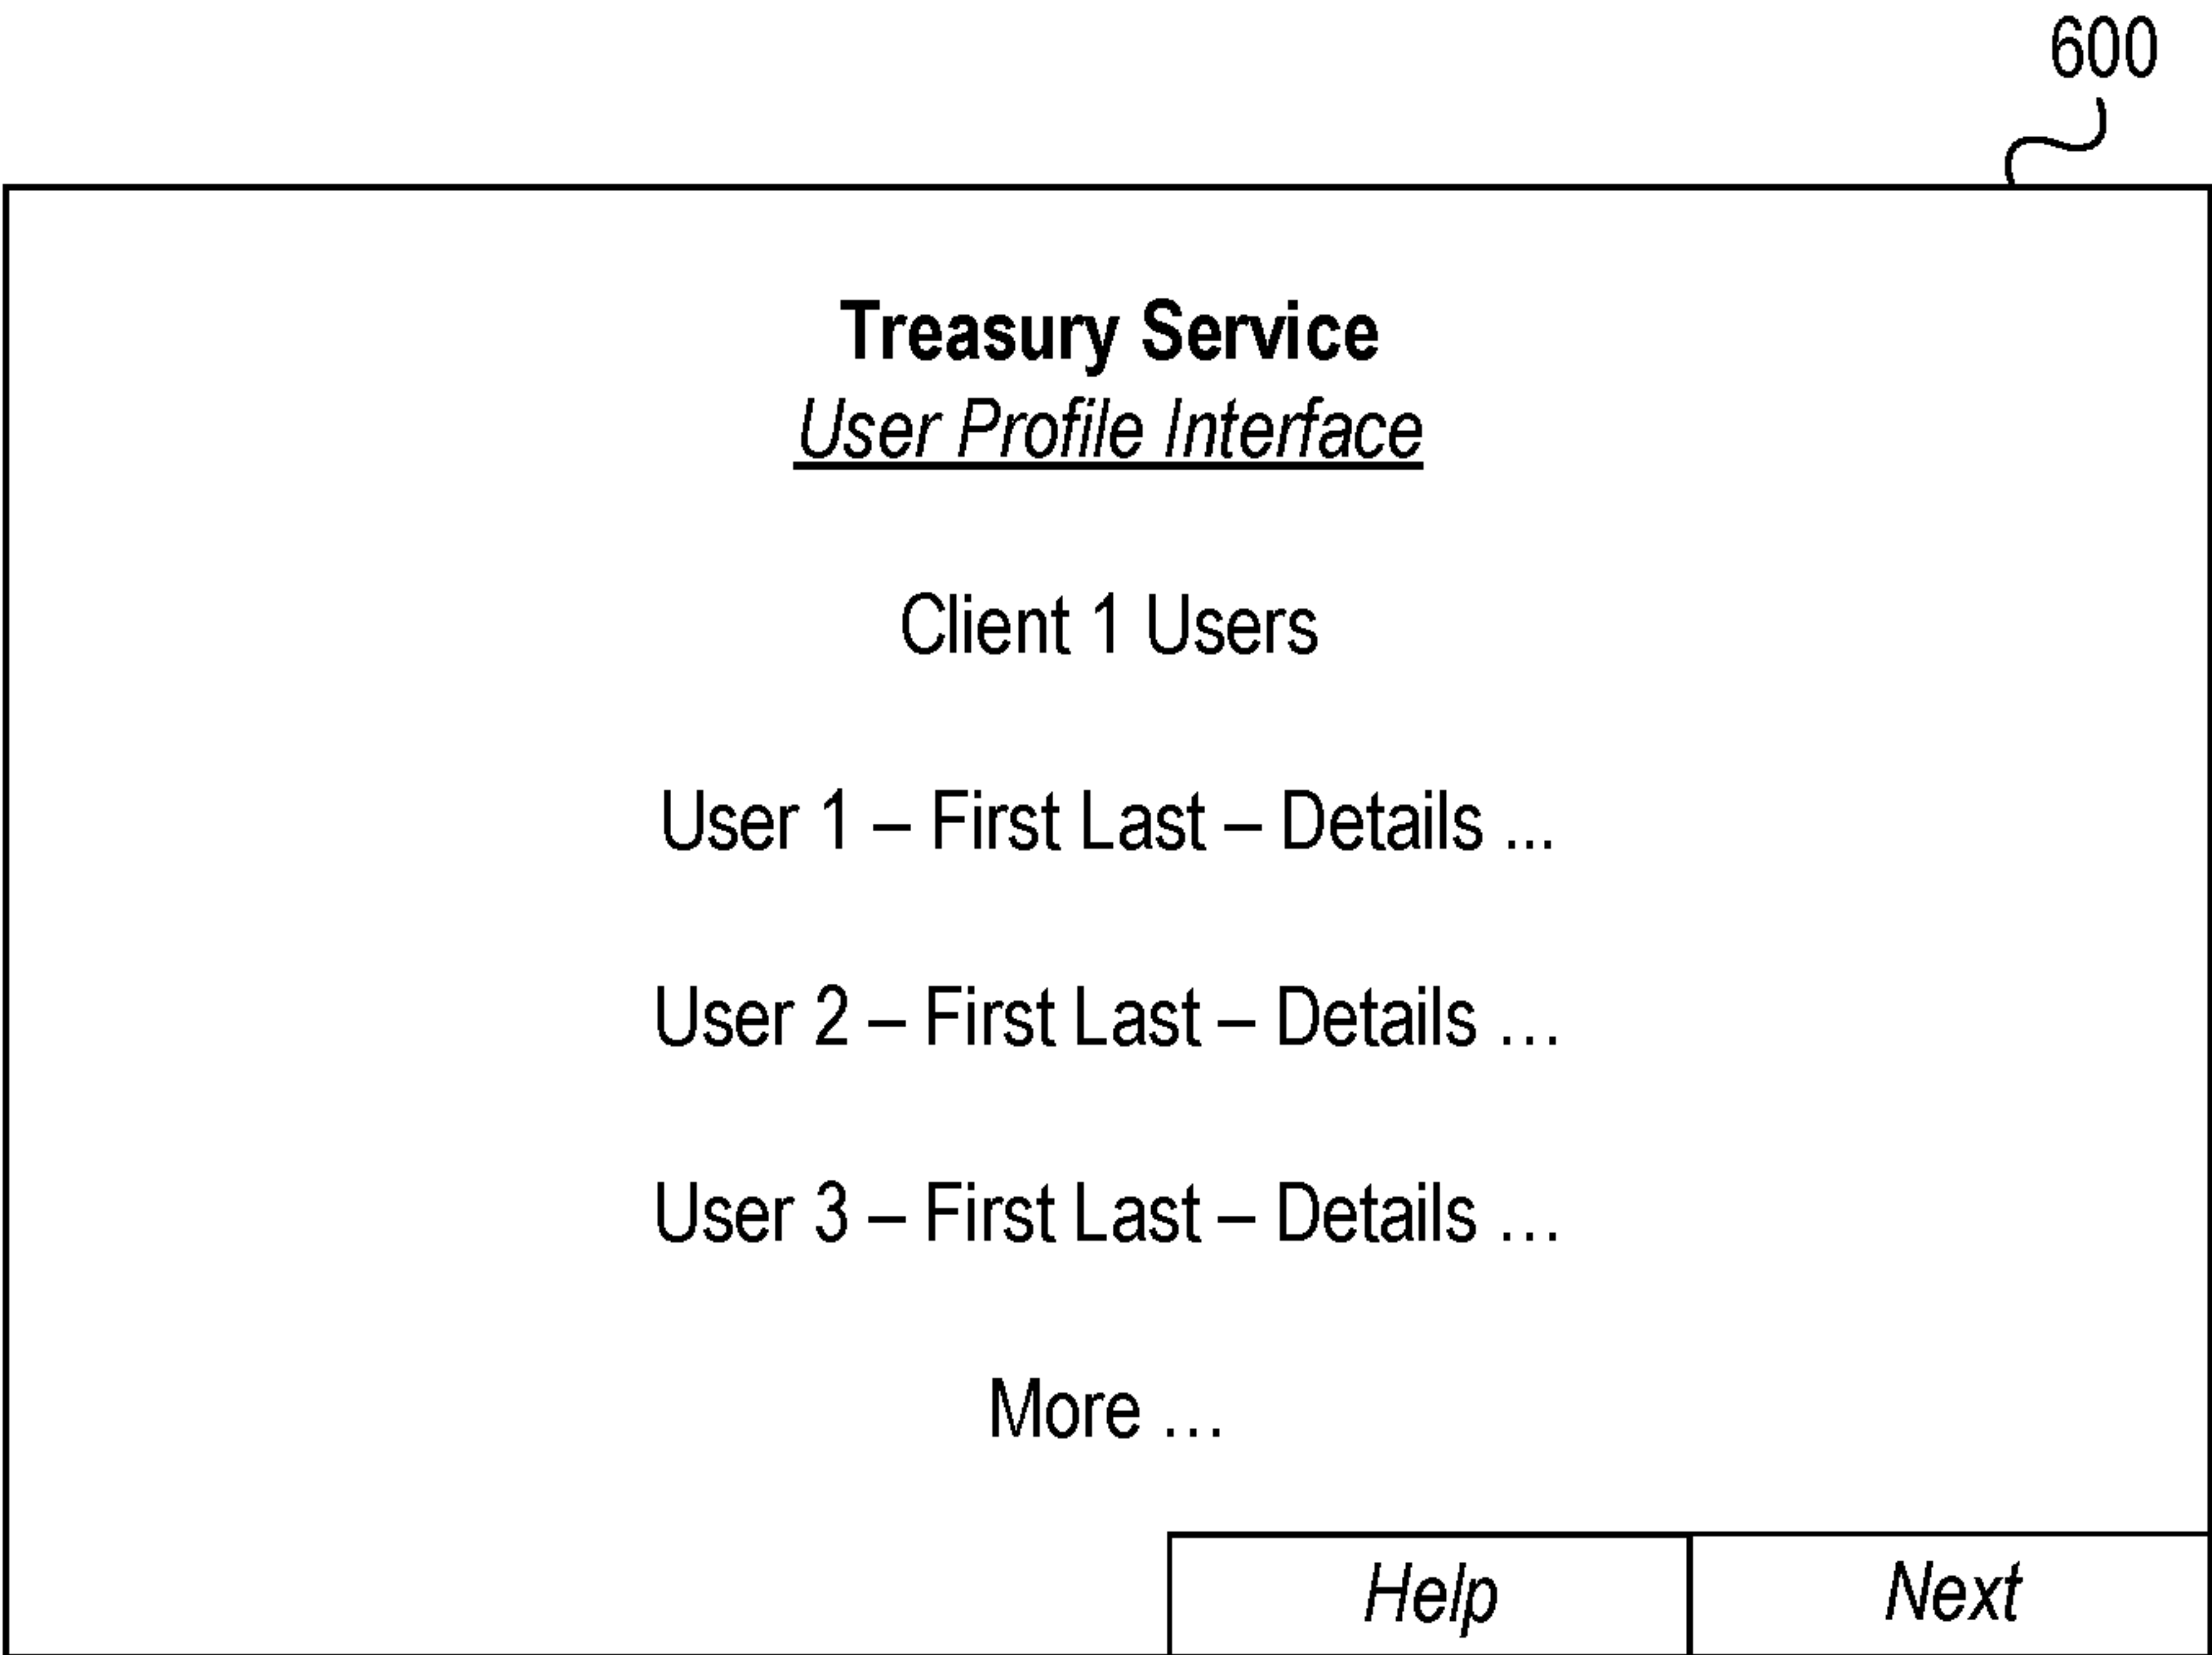 600
Treasury Service
User Profile Interface
Client 1 Users
User 1 – First Last – Details ...
User 2 – First Last – Details ...
User 3 – First Last – Details ...
More ...
Help
Next